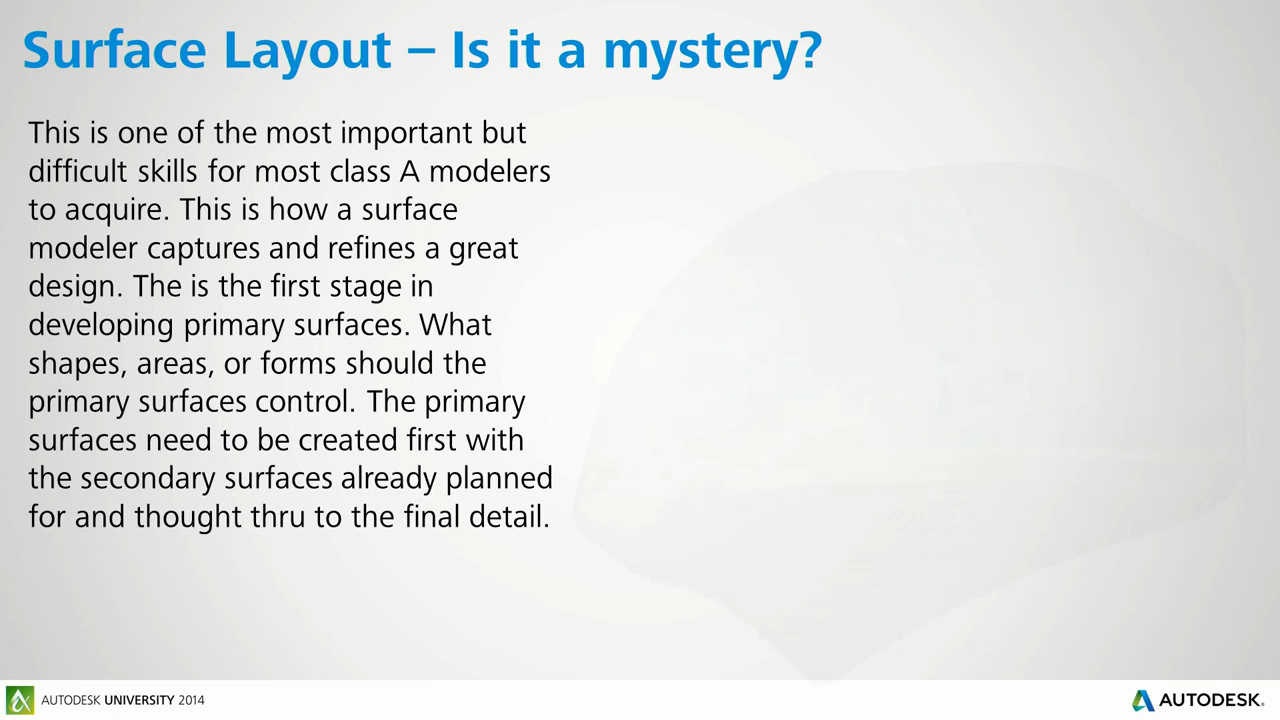 Surface Layout – Is it a mystery?
This is one of the most important but
difficult skills for most class A modelers
to acquire. This is how a surface
modeler captures and refines a great
design. The is the first stage in
developing primary surfaces. What
shapes, areas, or forms should the
primary surfaces control. The primary
surfaces need to be created first with
the secondary surfaces already planned
for and thought thru to the final detail.
AUTODESK UNIVERSITY 2014
AUTODESK®